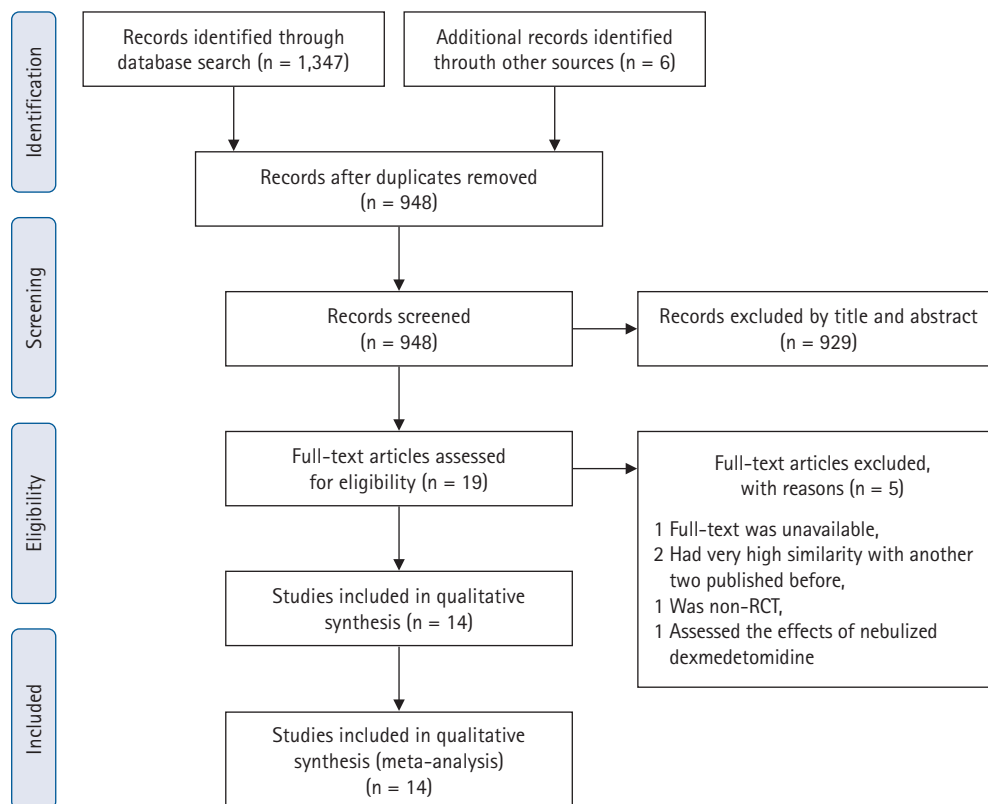 Identification
Records identified through
database search (n = 1,347)
Additional records identified
throuth other sources (n = 6)
Records after duplicates removed
(n = 948)
Screening
Records screened
(n = 948)
Records excluded by title and abstract
(n = 929)
Eligibility
Full-text articles assessed
for eligibility (n = 19)
Full-text articles excluded,
with reasons (n = 5)
1 Full-text was unavailable,
2 Had very high similarity with another
two published before,
1 Was non-RCT,
1 Assessed the effects of nebulized
dexmedetomidine
Studies included in qualitative
synthesis (n = 14)
Included
Studies included in qualitative
synthesis (meta-analysis)
(n = 14)